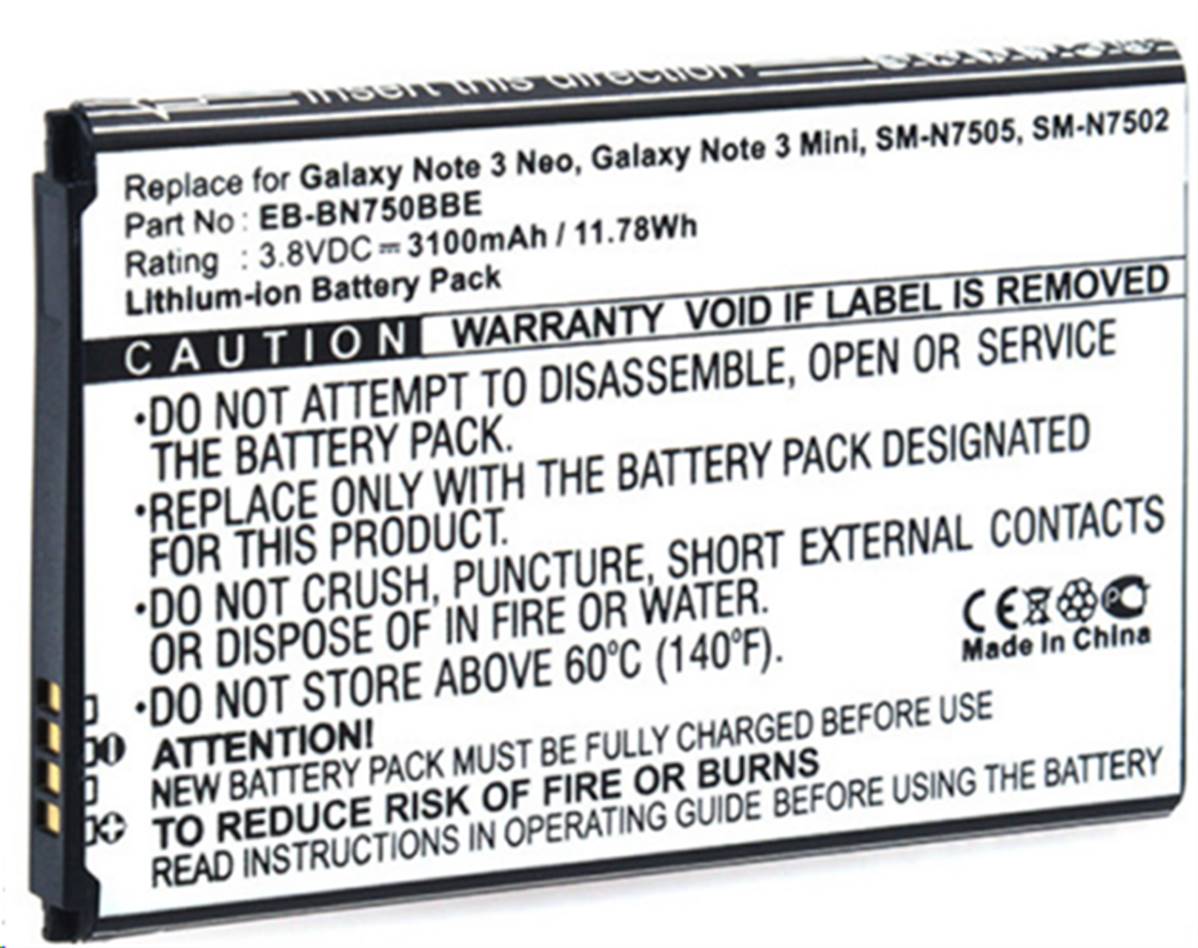 Insert this direction
Replace for Galaxy Note 3 Neo, Galaxy Note 3 Mini, SM-N7505, SM-N7502
Part No : EB-BN750BBE
Rating : 3.8VDC ⎓ 3100mAh / 11.78Wh
Lithium-ion Battery Pack
CAUTION WARRANTY VOID IF LABEL IS REMOVED
•DO NOT ATTEMPT TO DISASSEMBLE, OPEN OR SERVICE
THE BATTERY PACK.
•REPLACE ONLY WITH THE BATTERY PACK DESIGNATED
FOR THIS PRODUCT.
•DO NOT CRUSH, PUNCTURE, SHORT EXTERNAL CONTACTS
OR DISPOSE OF IN FIRE OR WATER.
•DO NOT STORE ABOVE 60°C (140°F).
CE
Made In China
ATTENTION!
NEW BATTERY PACK MUST BE FULLY CHARGED BEFORE USE
TO REDUCE RISK OF FIRE OR BURNS
READ INSTRUCTIONS IN OPERATING GUIDE BEFORE USING THE BATTERY